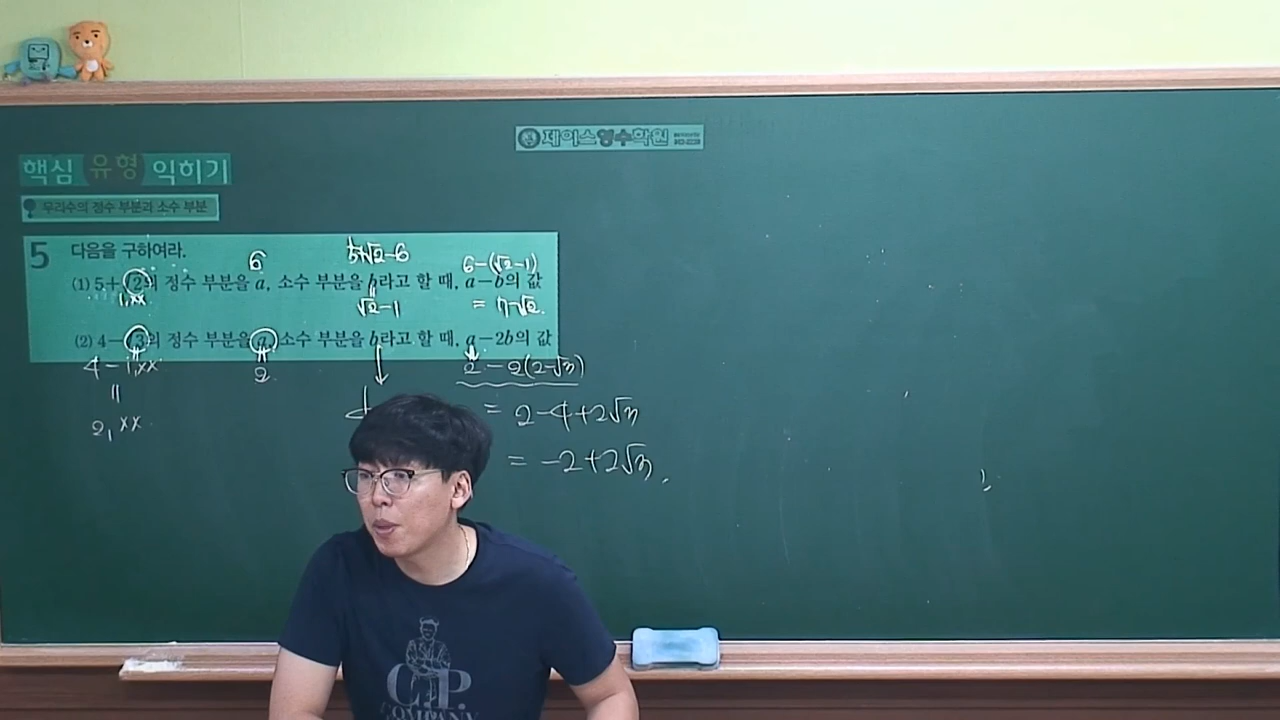 제이스영수학원
핵심 유형 익히기
무리수의 정수 부분과 소수 부분
5 다음을 구하여라.
6 5+√2-6 6-(√2-1)
(1) 5+√2의 정수 부분을 a, 소수 부분을 b라고 할 때, a-b의 값
1,xx √2-1 = 7-√2.
(2) 4-√3의 정수 부분을 a, 소수 부분을 b라고 할 때, a-2b의 값
4-1,xx 2 2-2(2-√3)
= 2-4+2√3
2,xx
= -2+2√3.
C.P.
COMPANY